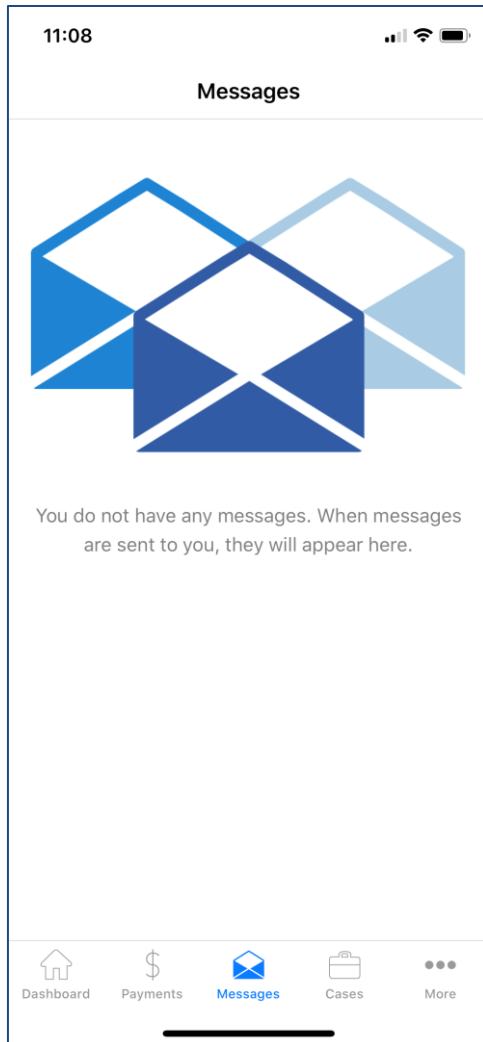 11:08
Messages
You do not have any messages. When messages
are sent to you, they will appear here.
Dashboard Payments Messages Cases More